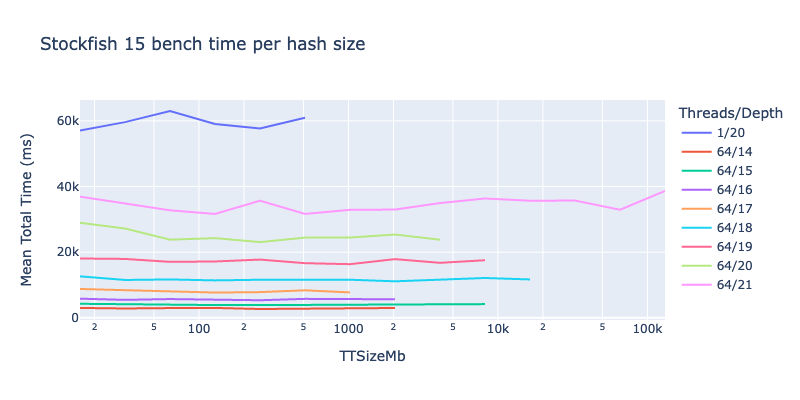 Stockfish 15 bench time per hash size
Threads/Depth
1/20
64/14
64/15
64/16
64/17
64/18
64/19
64/20
64/21
Mean Total Time (ms)
60k
40k
20k
0
2 5 100 2 5 1000 2 5 10k 2 5 100k
TTSizeMb